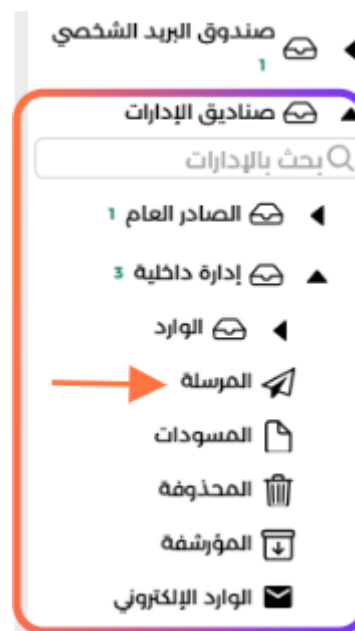 صندوق البريد الشخصي
1
صناديق الإدارات
بحث بالإدارات
الصادر العام 1
إدارة داخلية 3
الوارد
المرسلة
المسودات
المحذوفة
المؤرشفة
الوارد الإلكتروني